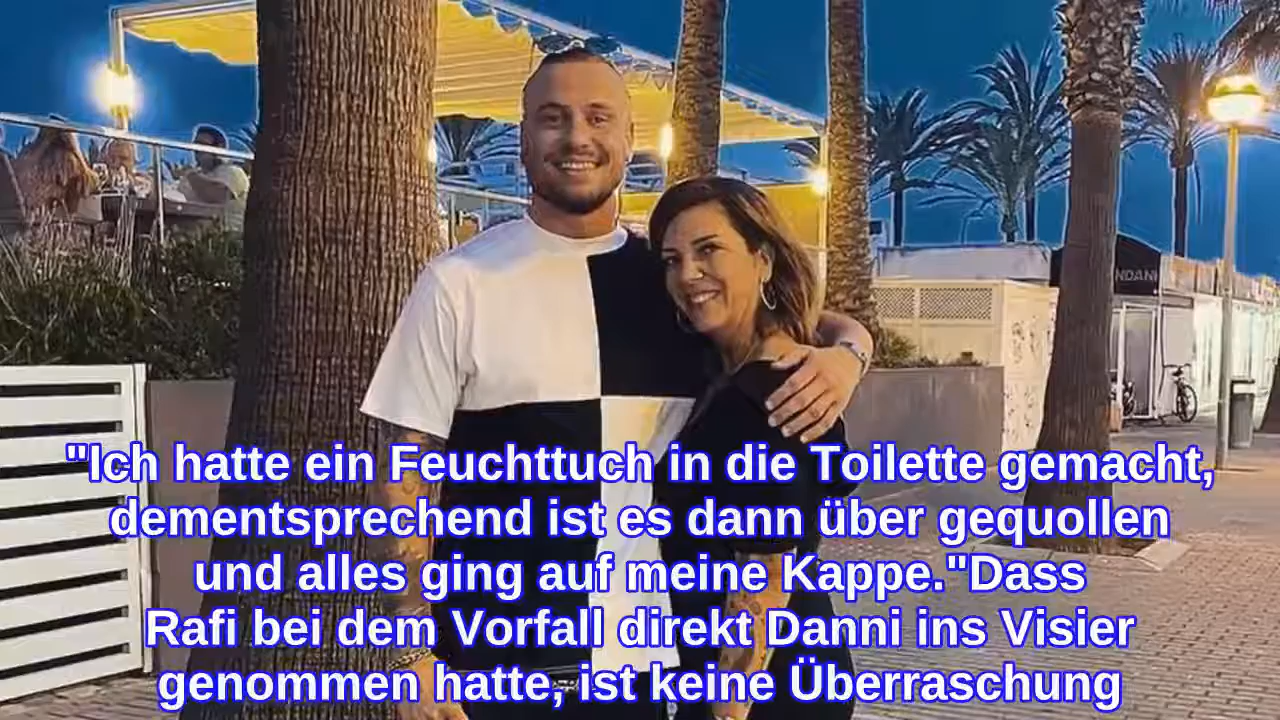 NDANI
"Ich hatte ein Feuchttuch in die Toilette gemacht,
dementsprechend ist es dann über gequollen
und alles ging auf meine Kappe."Dass
Rafi bei dem Vorfall direkt Danni ins Visier
genommen hatte, ist keine Überraschung